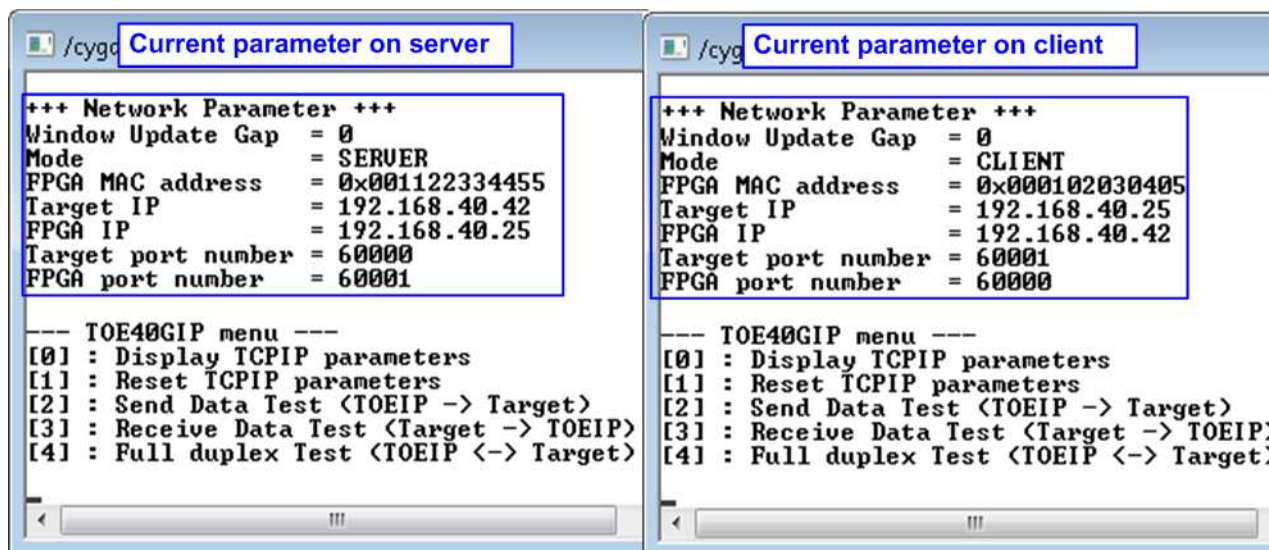 /cygd
Current parameter on server
+++ Network Parameter +++
Window Update Gap = 0
Mode = SERVER
FPGA MAC address = 0x001122334455
Target IP = 192.168.40.42
FPGA IP = 192.168.40.25
Target port number = 60000
FPGA port number = 60001
--- TOE40GIP menu ---
[0] : Display TCPIP parameters
[1] : Reset TCPIP parameters
[2] : Send Data Test (TOEIP -> Target)
[3] : Receive Data Test (Target -> TOEIP)
[4] : Full duplex Test (TOEIP <-> Target)
/cyg
Current parameter on client
+++ Network Parameter +++
Window Update Gap = 0
Mode = CLIENT
FPGA MAC address = 0x000102030405
Target IP = 192.168.40.25
FPGA IP = 192.168.40.42
Target port number = 60001
FPGA port number = 60000
--- TOE40GIP menu ---
[0] : Display TCPIP parameters
[1] : Reset TCPIP parameters
[2] : Send Data Test (TOEIP -> Target)
[3] : Receive Data Test (Target -> TOEIP)
[4] : Full duplex Test (TOEIP <-> Target)